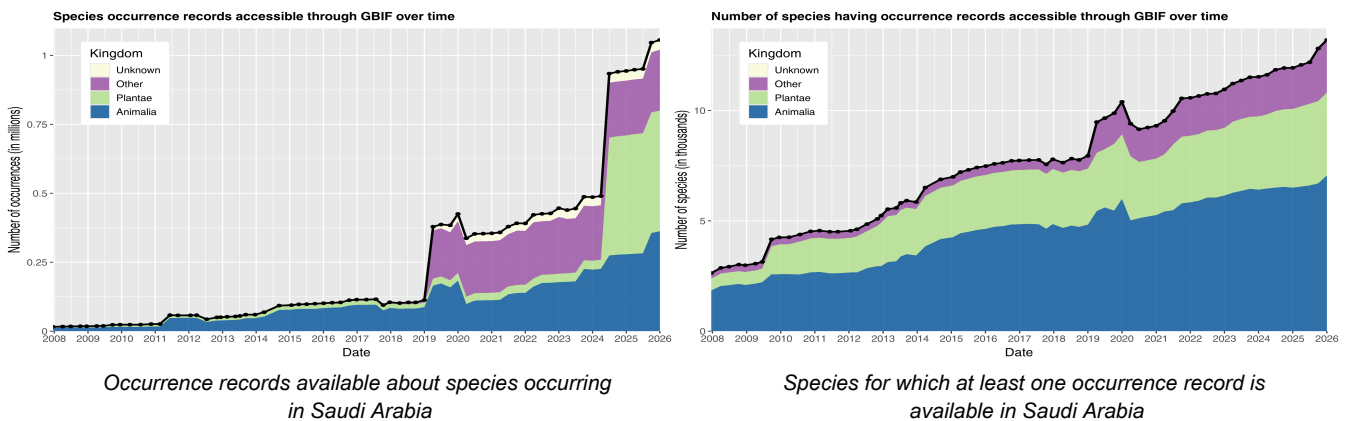 Species occurrence records accessible through GBIF over time
Number of occurrences (in millions)
1
0.75
0.5
0.25
0
Kingdom
Unknown
Other
Plantae
Animalia
2008 2009 2010 2011 2012 2013 2014 2015 2016 2017 2018 2019 2020 2021 2022 2023 2024 2025 2026
Date
Occurrence records available about species occurring
in Saudi Arabia
Number of species having occurrence records accessible through GBIF over time
Number of species (in thousands)
10
5
0
Kingdom
Unknown
Other
Plantae
Animalia
2008 2009 2010 2011 2012 2013 2014 2015 2016 2017 2018 2019 2020 2021 2022 2023 2024 2025 2026
Date
Species for which at least one occurrence record is
available in Saudi Arabia